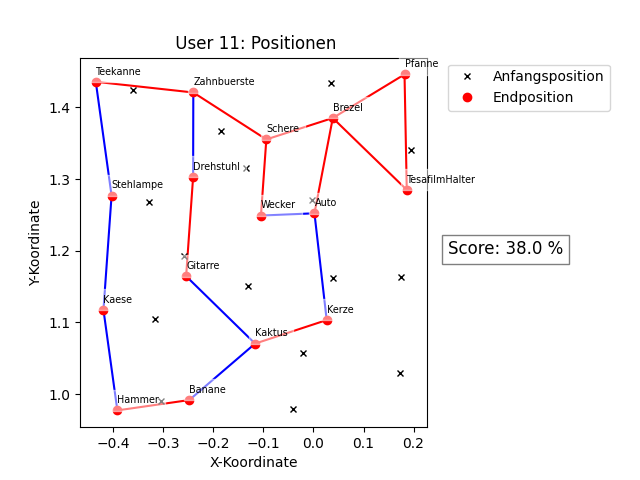 User 11: Positionen
Teekanne
Zahnbuerste
Pfanne
Anfangsposition
Endposition
Brezel
Schere
Drehstuhl
TesafilmHalter
Stehlampe
Wecker
Auto
Score: 38.0 %
Gitarre
Kaese
Kerze
Kaktus
Banane
Hammer
Y-Koordinate
1.4
1.3
1.2
1.1
1.0
−0.4
−0.3
−0.2
−0.1
0.0
0.1
0.2
X-Koordinate